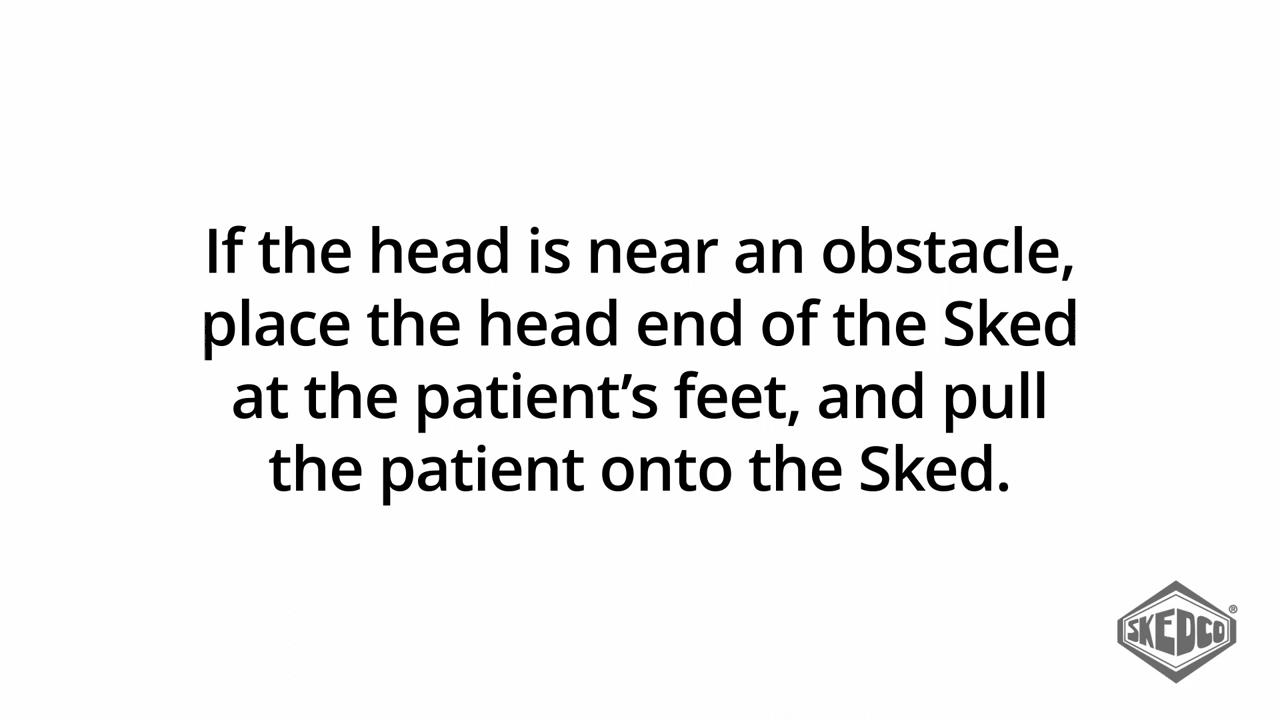 If the head is near an obstacle,
place the head end of the Sked
at the patient’s feet, and pull
the patient onto the Sked.
SKEDCO®